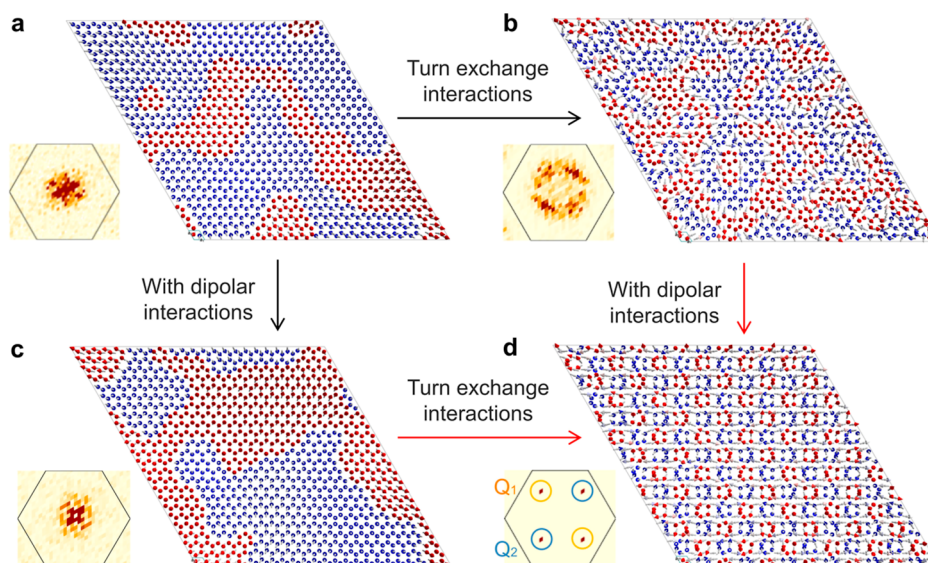 a
b
Turn exchange
interactions
With dipolar
interactions
With dipolar
interactions
c
d
Turn exchange
interactions
Q1
Q2